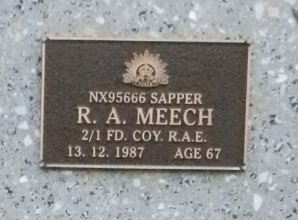 NX95666 SAPPER
R. A. MEECH
2/1 FD. COY. R.A.E.
13. 12. 1987 AGE 67